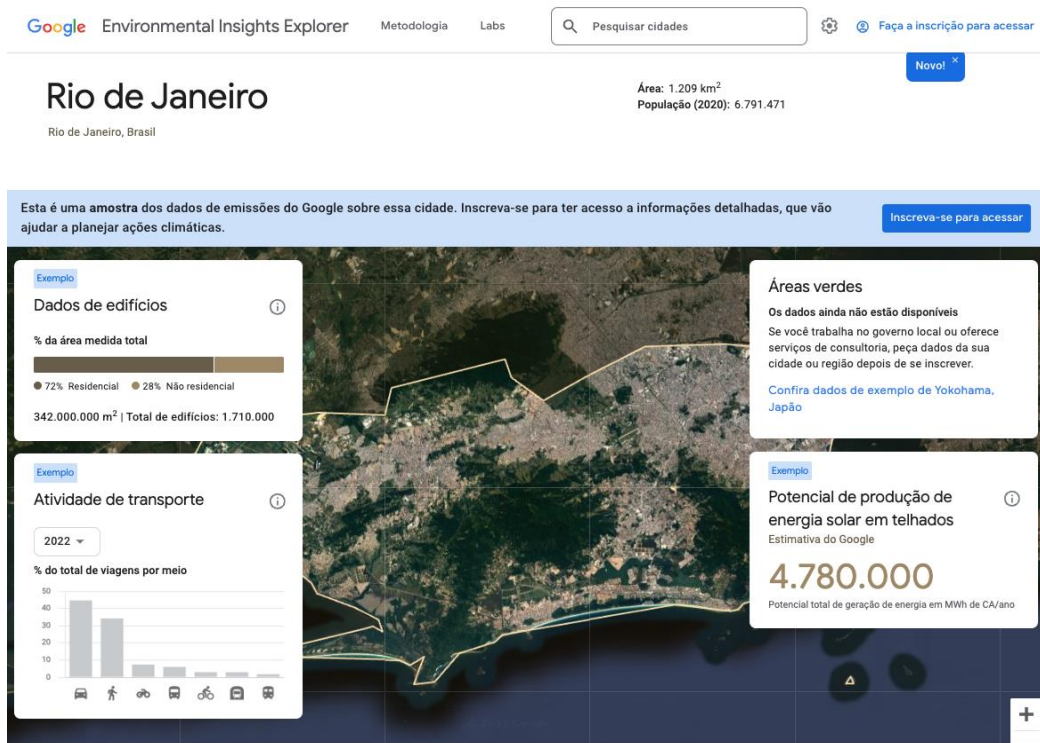 Google Environmental Insights Explorer Metodologia Labs Pesquisar cidades Faça a inscrição para acessar
Novo! ×
Rio de Janeiro
Rio de Janeiro, Brasil
Área: 1.209 km²
População (2020): 6.791.471
Esta é uma amostra dos dados de emissões do Google sobre essa cidade. Inscreva-se para ter acesso a informações detalhadas, que vão
ajudar a planejar ações climáticas.
Inscreva-se para acessar
Exemplo
Dados de edifícios
% da área medida total
72% Residencial 28% Não residencial
342.000.000 m² | Total de edifícios: 1.710.000
Exemplo
Atividade de transporte
2022
% do total de viagens por meio
50
40
30
20
10
0
Áreas verdes
Os dados ainda não estão disponíveis
Se você trabalha no governo local ou oferece
serviços de consultoria, peça dados da sua
cidade ou região depois de se inscrever.
Confira dados de exemplo de Yokohama,
Japão
Exemplo
Potencial de produção de
energia solar em telhados
Estimativa do Google
4.780.000
Potencial total de geração de energia em MWh de CA/ano
+